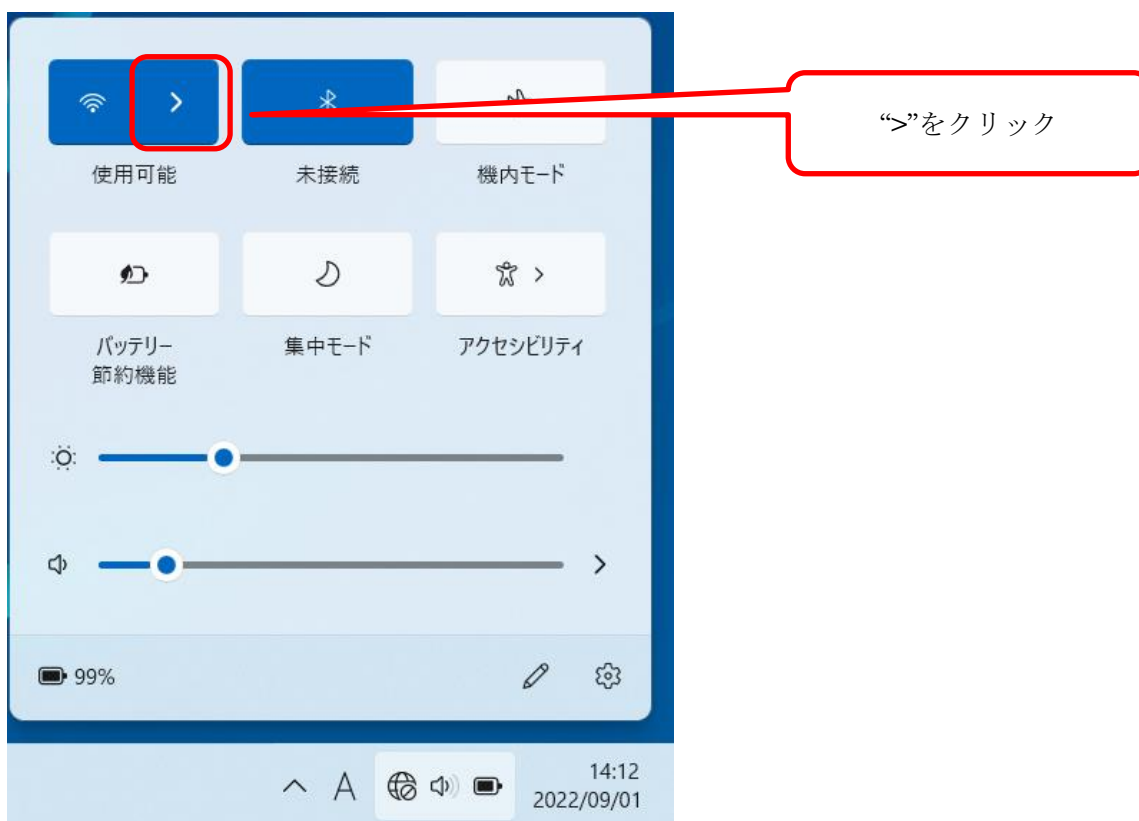 “>”をクリック
使用可能
未接続
機内モード
バッテリー
節約機能
集中モード
アクセシビリティ
99%
A
14:12
2022/09/01